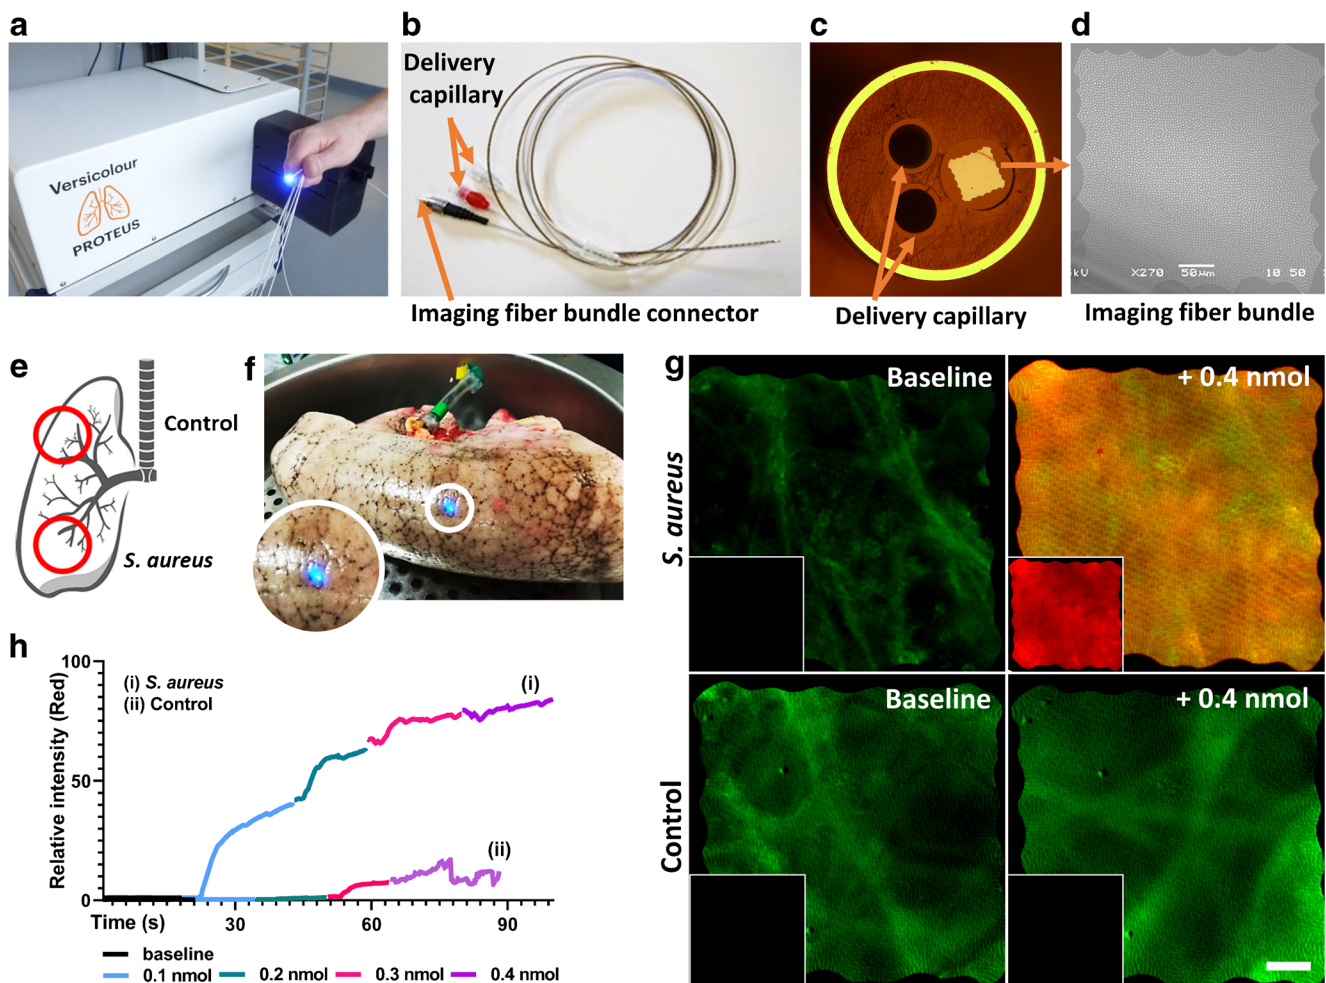 a
b
c
d
Versicolour
PROTEUS
Delivery
capillary
Imaging fiber bundle connector
Delivery capillary
kV X270 50µm 10 50
Imaging fiber bundle
e
Control
S. aureus
f
g
Baseline
+ 0.4 nmol
S. aureus
Baseline
+ 0.4 nmol
Control
h
Relative intensity (Red)
100
50
0
(i) S. aureus
(ii) Control
(i)
(ii)
Time (s)
30
60
90
baseline
0.1 nmol
0.2 nmol
0.3 nmol
0.4 nmol